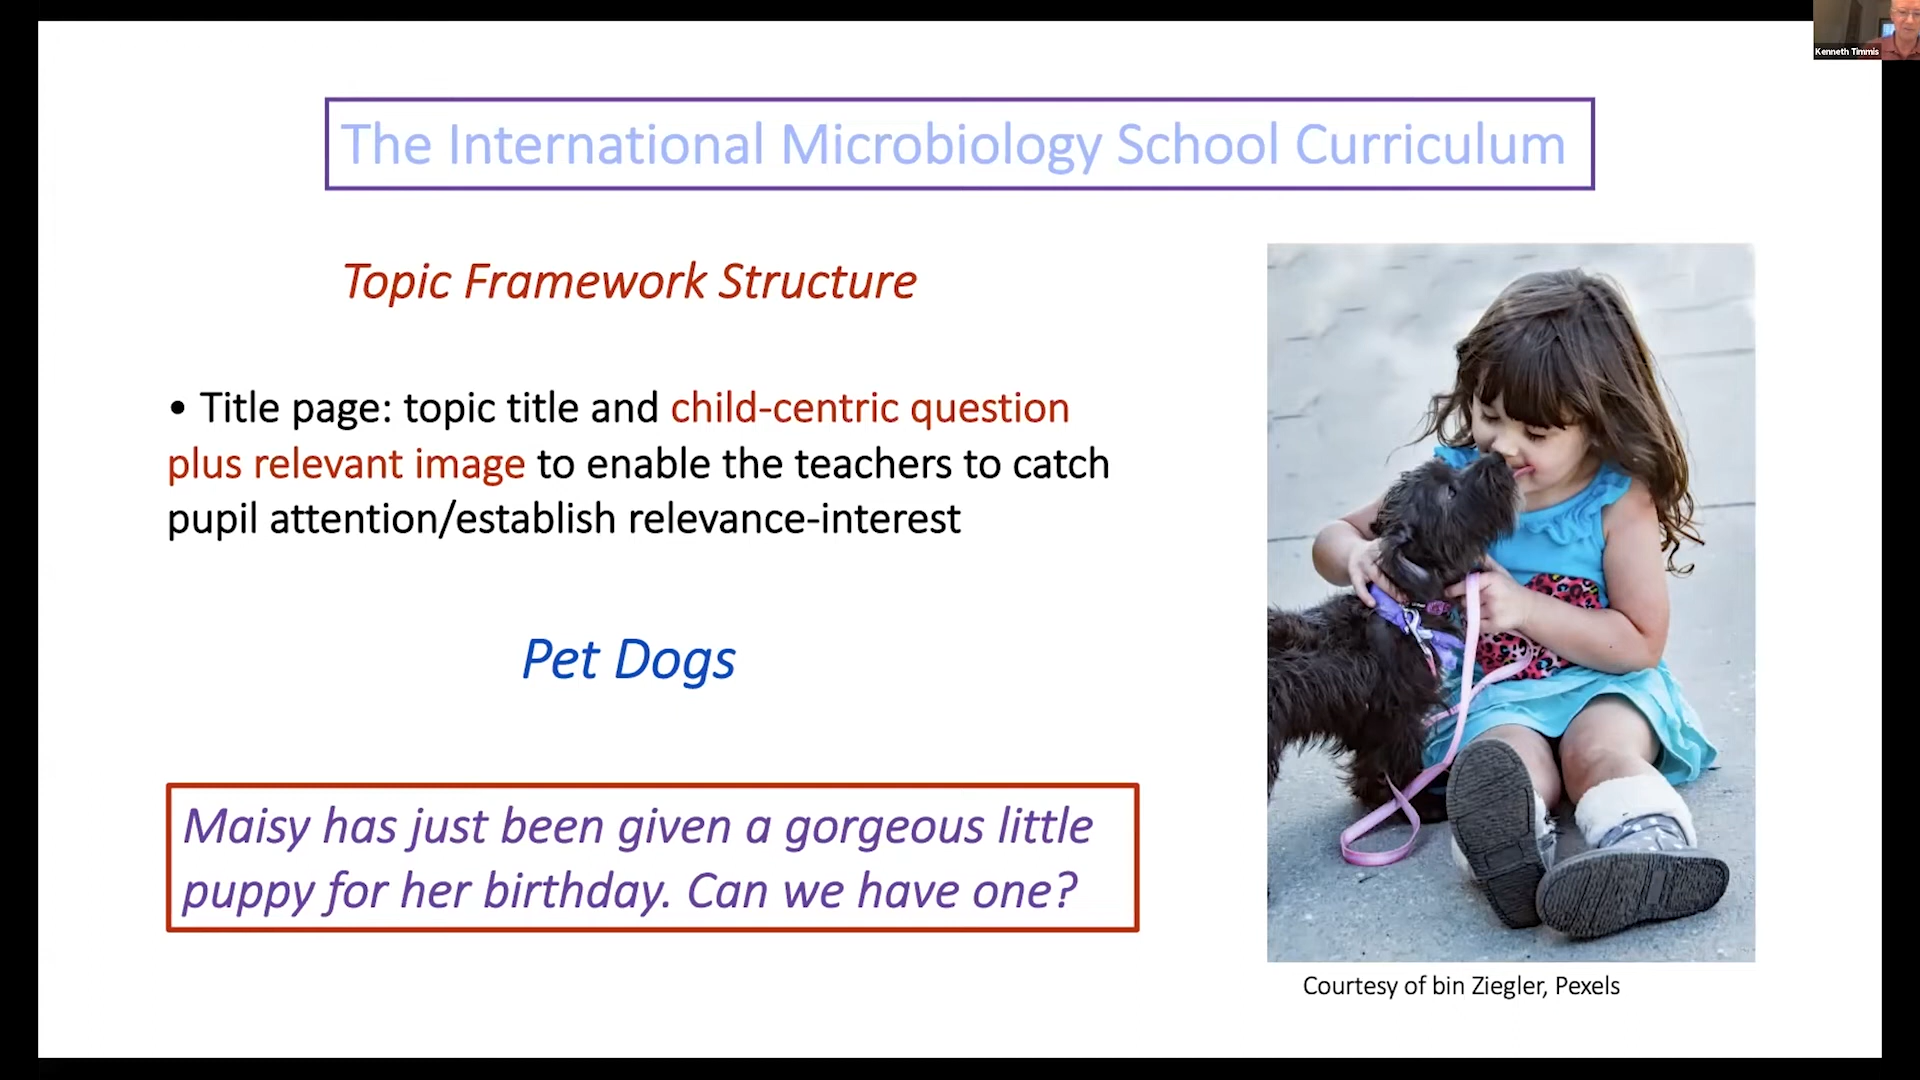 Kenneth Timmis
The International Microbiology School Curriculum
Topic Framework Structure
• Title page: topic title and child-centric question
plus relevant image to enable the teachers to catch
pupil attention/establish relevance-interest
Pet Dogs
Maisy has just been given a gorgeous little
puppy for her birthday. Can we have one?
Courtesy of bin Ziegler, Pexels